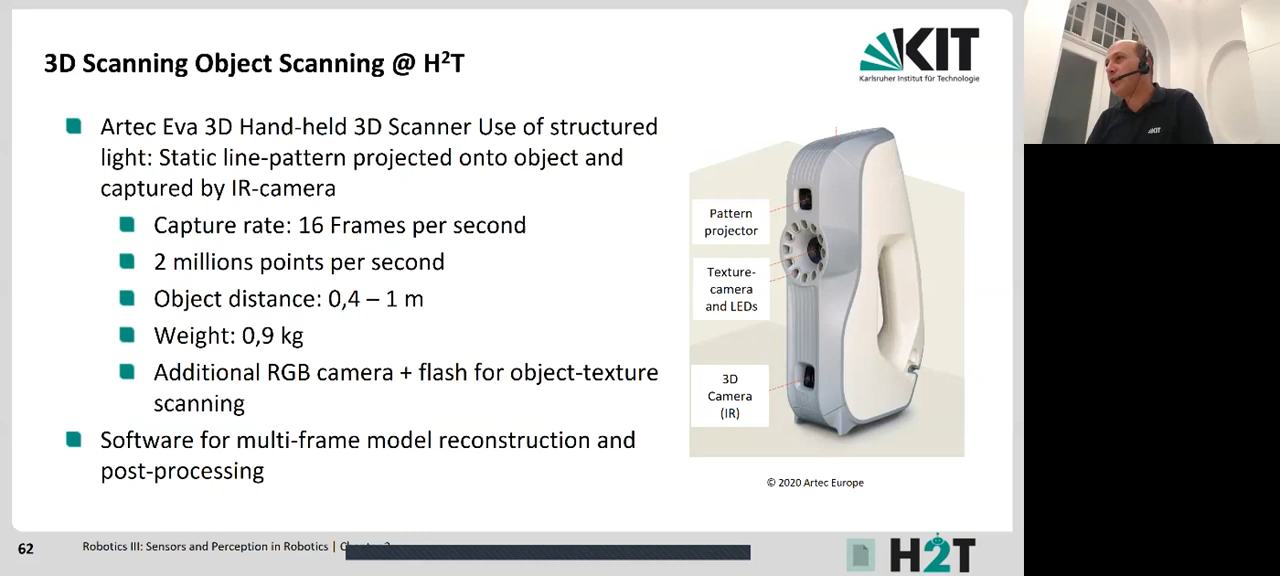 3D Scanning Object Scanning @ H²T
KIT
Karlsruher Institut für Technologie
Artec Eva 3D Hand-held 3D Scanner Use of structured
light: Static line-pattern projected onto object and
captured by IR-camera
Capture rate: 16 Frames per second
2 millions points per second
Object distance: 0,4 – 1 m
Weight: 0,9 kg
Additional RGB camera + flash for object-texture
scanning
Software for multi-frame model reconstruction and
post-processing
Pattern
projector
Texture-
camera
and LEDs
3D
Camera
(IR)
© 2020 Artec Europe
62
Robotics III: Sensors and Perception in Robotics |
H2T
KIT